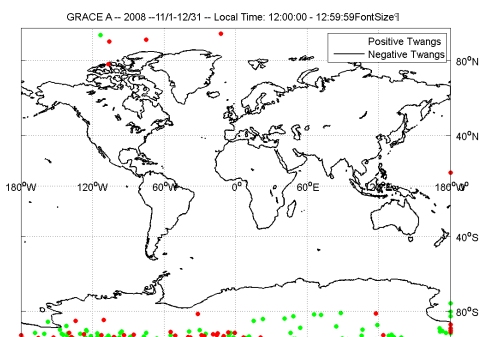 GRACE A -- 2008 --11/1-12/31 -- Local Time: 12:00:00 - 12:59:59FontSize
Positive Twangs
Negative Twangs
80°N
40°N
180°W 120°W 60°W 0° 60°E 180°W
40°S
80°S